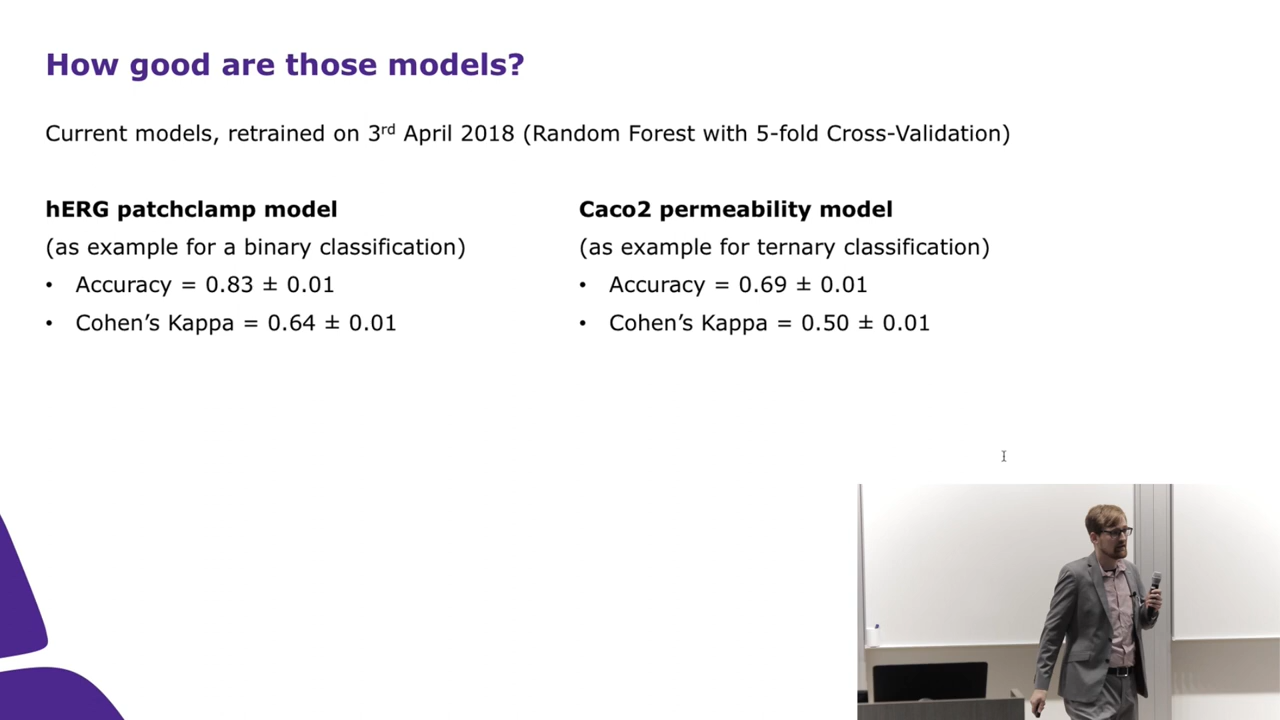 How good are those models?
Current models, retrained on 3rd April 2018 (Random Forest with 5-fold Cross-Validation)
hERG patchclamp model
(as example for a binary classification)
• Accuracy = 0.83 ± 0.01
• Cohen’s Kappa = 0.64 ± 0.01
Caco2 permeability model
(as example for ternary classification)
• Accuracy = 0.69 ± 0.01
• Cohen’s Kappa = 0.50 ± 0.01